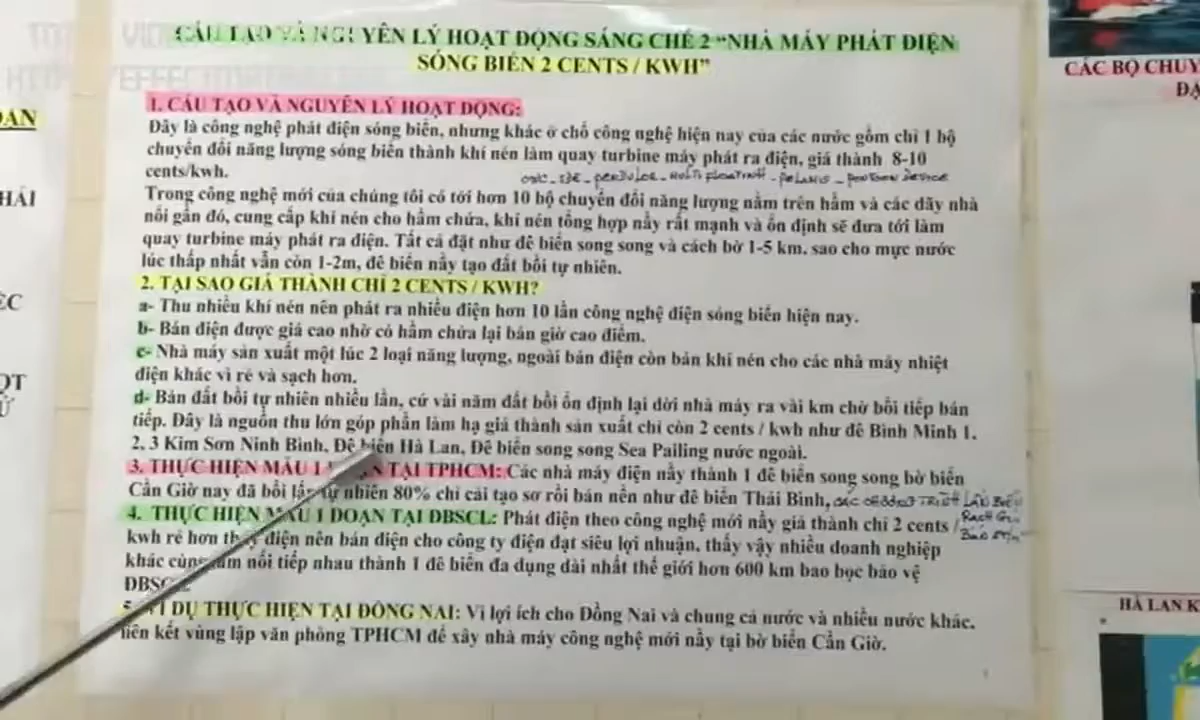 CẤU TẠO VÀ NGUYÊN LÝ HOẠT ĐỘNG SÁNG CHẾ 2 “NHÀ MÁY PHÁT ĐIỆN
SÓNG BIỂN 2 CENTS / KWH”
1. CẤU TẠO VÀ NGUYÊN LÝ HOẠT ĐỘNG:
Đây là công nghệ phát điện sóng biển, nhưng khác ở chổ công nghệ hiện nay của các nước gồm chỉ 1 bộ
chuyển đổi năng lượng sóng biển thành khí nén làm quay turbine máy phát ra điện, giá thành 8-10
cents/kwh.
Trong công nghệ mới của chúng tôi có tới hơn 10 bộ chuyển đổi năng lượng nằm trên hầm và các dãy nhà
nổi gần đó, cung cấp khí nén cho hầm chứa, khí nén tổng hợp nầy rất mạnh và ổn định sẽ đưa tới làm
quay turbine máy phát ra điện. Tất cả đặt như đê biển song song và cách bờ 1-5 km. sao cho mực nước
lúc thấp nhất vẫn còn 1-2m, đê biển nầy tạo đất bồi tự nhiên.
2. TẠI SAO GIÁ THÀNH CHỈ 2 CENTS / KWH?
a- Thu nhiều khí nén nên phát ra nhiều điện hơn 10 lần công nghệ điện sóng biển hiện nay.
b- Bán điện được giá cao nhờ có hầm chứa lại bán giờ cao điểm.
c- Nhà máy sản xuất một lúc 2 loại năng lượng, ngoài bán điện còn bán khí nén cho các nhà máy nhiệt
điện khác vì rẻ và sạch hơn.
d- Bán đất bồi tự nhiên nhiều lần, cứ vài năm đất bồi ổn định lại dời nhà máy ra vài km chờ bồi tiếp bán
tiếp. Đây là nguồn thu lớn góp phần làm hạ giá thành sản xuất chỉ còn 2 cents / kwh như đê Bình Minh 1.
2. 3 Kim Sơn Ninh Bình, Đê biển Hà Lan, Đê biển song song Sea Pailing nước ngoài.
3. THỰC HIỆN MẪU 1 TẠI TPHCM: Các nhà máy điện nầy thành 1 đê biển song song bờ biển
Cần Giờ nay đã bồi lấp tự nhiên 80% chỉ cải tạo sơ rồi bán nền như đê biển Thái Bình,
4. THỰC HIỆN MẪU 1 ĐOẠN TẠI ĐBSCL: Phát điện theo công nghệ mới nầy giá thành chỉ 2 cents /
kwh rẻ hơn điện nên bán điện cho công ty điện đạt siêu lợi nhuận, thấy vậy nhiều doanh nghiệp
khác cùng nối tiếp nhau thành 1 đê biển đa dụng dài nhất thế giới hơn 600 km bao bọc bảo vệ
5. VÍ DỤ THỰC HIỆN TẠI ĐỒNG NAI: Vì lợi ích cho Đồng Nai và chung cả nước và nhiều nước khác.
liên kết vùng lập văn phòng TPHCM để xây nhà máy công nghệ mới nầy tại bờ biển Cần Giờ.
CÁC BỘ CHUY
HÀ LAN K